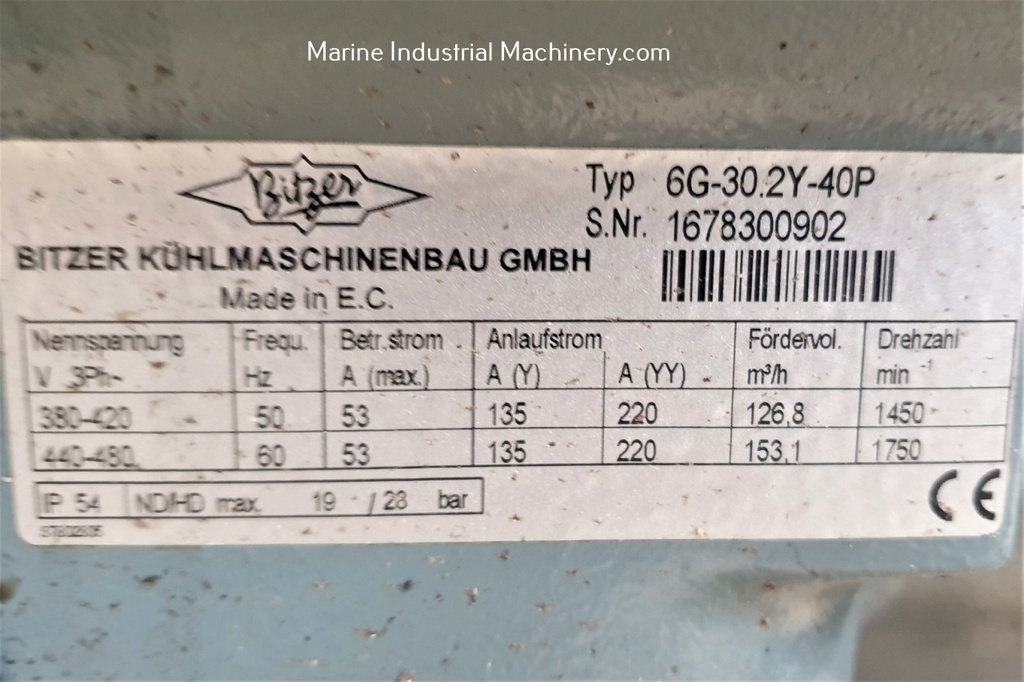 Marine Industrial Machinery.com
Bitzer
Typ 6G-30.2Y-40P
S.Nr. 1678300902
BITZER KÜHLMASCHINENBAU GMBH
Made in E.C.
Nennspannung Frequ. Betr.strom Anlaufstrom Fördervol. Drehzahl
V 3Ph~ Hz A (max.) A (Y) A (YY) m³/h min⁻¹
380-420 50 53 135 220 126,8 1450
440-480 60 53 135 220 153,1 1750
IP 54 ND/HD max. 19 / 28 bar
CE